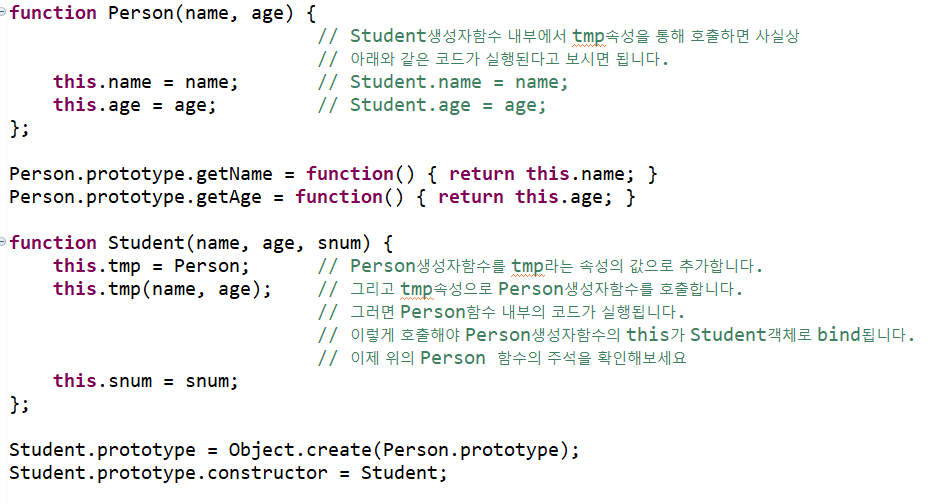 function Person(name, age) {
// Student생성자함수 내부에서 tmp속성을 통해 호출하면 사실상
// 아래와 같은 코드가 실행된다고 보시면 됩니다.
this.name = name; // Student.name = name;
this.age = age; // Student.age = age;
};
Person.prototype.getName = function() { return this.name; }
Person.prototype.getAge = function() { return this.age; }
function Student(name, age, snum) {
this.tmp = Person; // Person생성자함수를 tmp라는 속성의 값으로 추가합니다.
this.tmp(name, age); // 그리고 tmp속성으로 Person생성자함수를 호출합니다.
// 그러면 Person함수 내부의 코드가 실행됩니다.
// 이렇게 호출해야 Person생성자함수의 this가 Student객체로 bind됩니다.
// 이제 위의 Person 함수의 주석을 확인해보세요
this.snum = snum;
};
Student.prototype = Object.create(Person.prototype);
Student.prototype.constructor = Student;